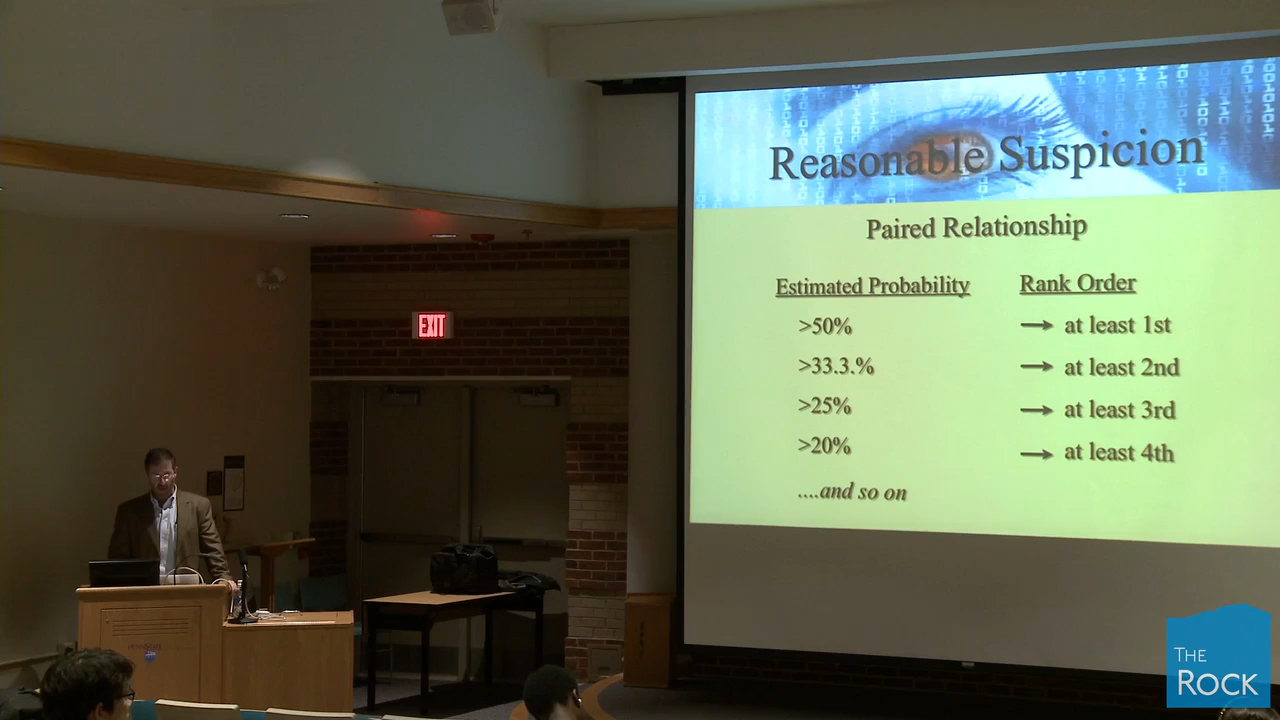 Reasonable Suspicion
Paired Relationship
Estimated Probability Rank Order
>50% → at least 1st
>33.3.% → at least 2nd
>25% → at least 3rd
>20% → at least 4th
....and so on
EXIT
THE
ROCK